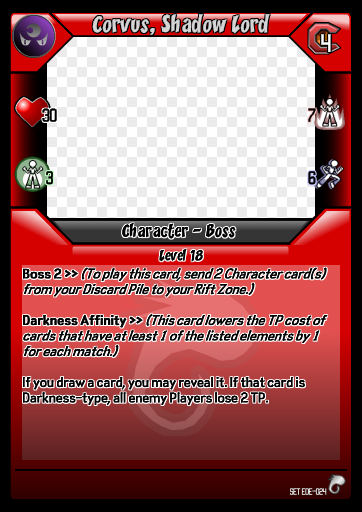 Corvus, Shadow Lord
4
30
7
3
6
Character - Boss
Level 18
Boss 2 >> (To play this card, send 2 Character card(s)
from your Discard Pile to your Rift Zone.)
Darkness Affinity >> (This card lowers the TP cost of
cards that have at least 1 of the listed elements by 1
for each match.)
If you draw a card, you may reveal it. If that card is
Darkness-type, all enemy Players lose 2 TP.
SET EOE-024